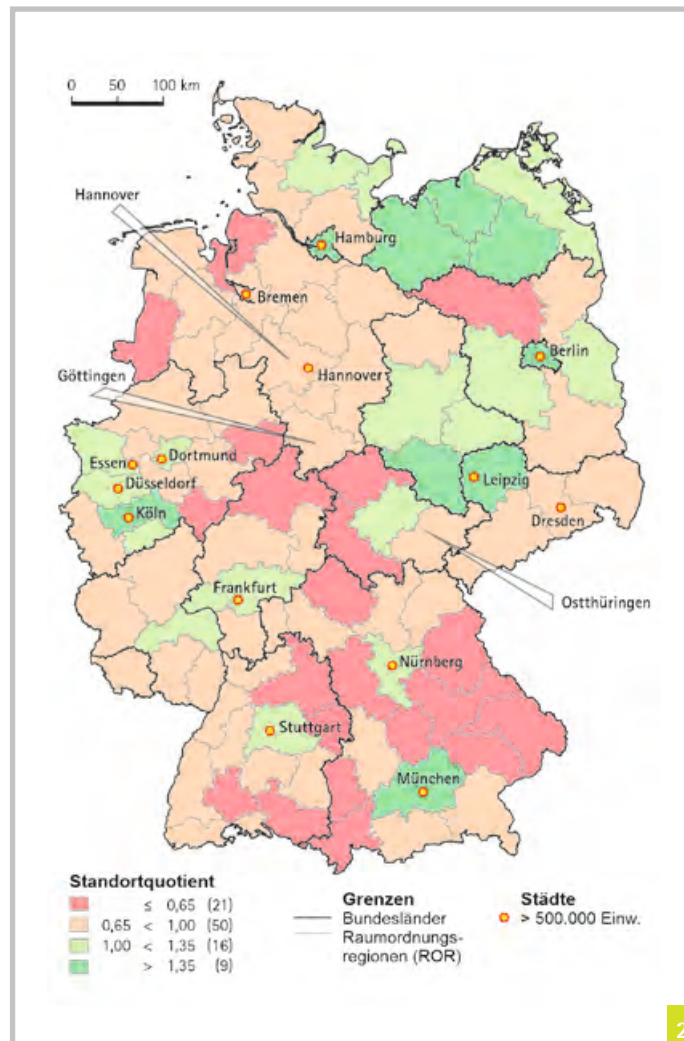 0 50 100 km
Hannover
Hamburg
Bremen
Berlin
Hannover
Göttingen
Dortmund
Essen
Düsseldorf
Leipzig
Köln
Dresden
Frankfurt
Ostthüringen
Nürnberg
Stuttgart
München
Standortquotient
≤ 0,65 (21)
0,65 < 1,00 (50)
1,00 < 1,35 (16)
> 1,35 (9)
Grenzen
Bundesländer
Raumordnungs-
regionen (ROR)
Städte
> 500.000 Einw.
2